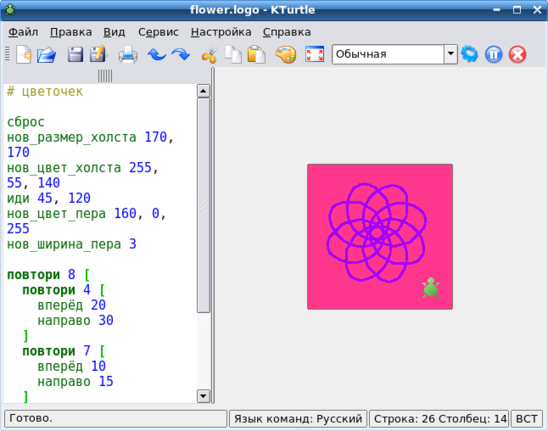 flower.logo - KTurtle
Файл Правка Вид Сервис Настройка Справка
Обычная
# цветочек
сброс
нов_размер_холста 170,
170
нов_цвет_холста 255,
55, 140
иди 45, 120
нов_цвет_пера 160, 0,
255
нов_ширина_пера 3
повтори 8 [
повтори 4 [
вперёд 20
направо 30
]
повтори 7 [
вперёд 10
направо 15
]
Готово.
Язык команд: Русский
Строка: 26 Столбец: 14
ВСТ